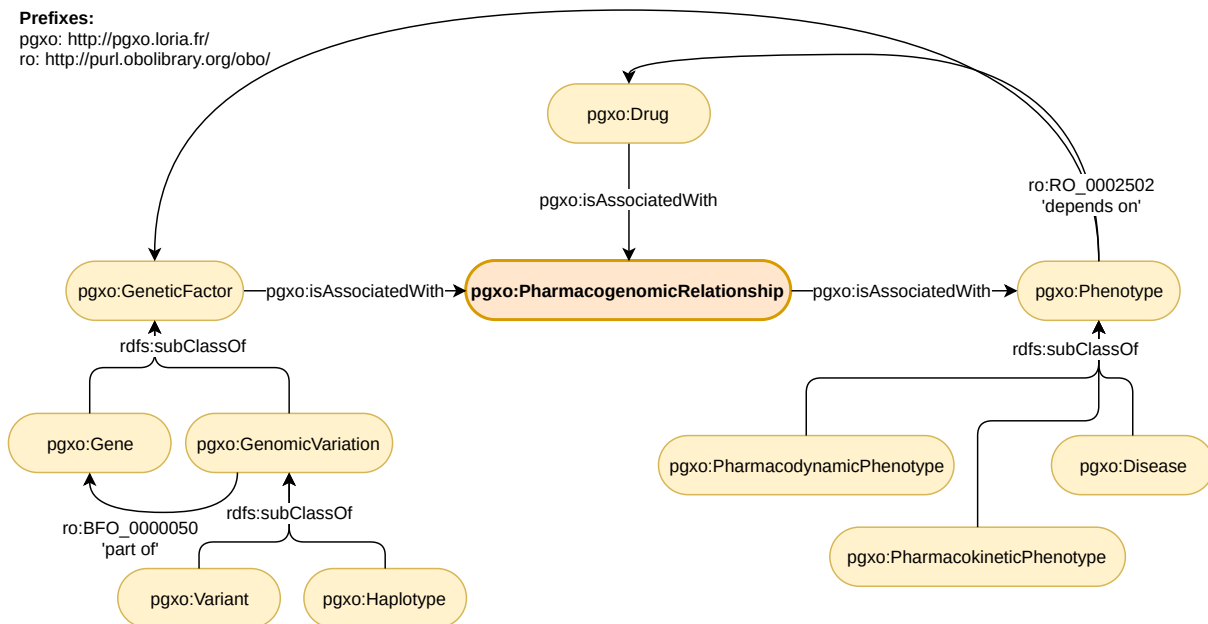 Prefixes:
pgxo: http://pgxo.loria.fr/
ro: http://purl.obolibrary.org/obo/
pgxo:Drug
ro:RO_0002502
'depends on'
pgxo:isAssociatedWith
pgxo:GeneticFactor
pgxo:isAssociatedWith
pgxo:PharmacogenomicRelationship
pgxo:isAssociatedWith
pgxo:Phenotype
rdfs:subClassOf
rdfs:subClassOf
pgxo:Gene
pgxo:GenomicVariation
pgxo:PharmacodynamicPhenotype
pgxo:Disease
rdfs:subClassOf
ro:BFO_0000050
'part of'
pgxo:PharmacokineticPhenotype
pgxo:Variant
pgxo:Haplotype